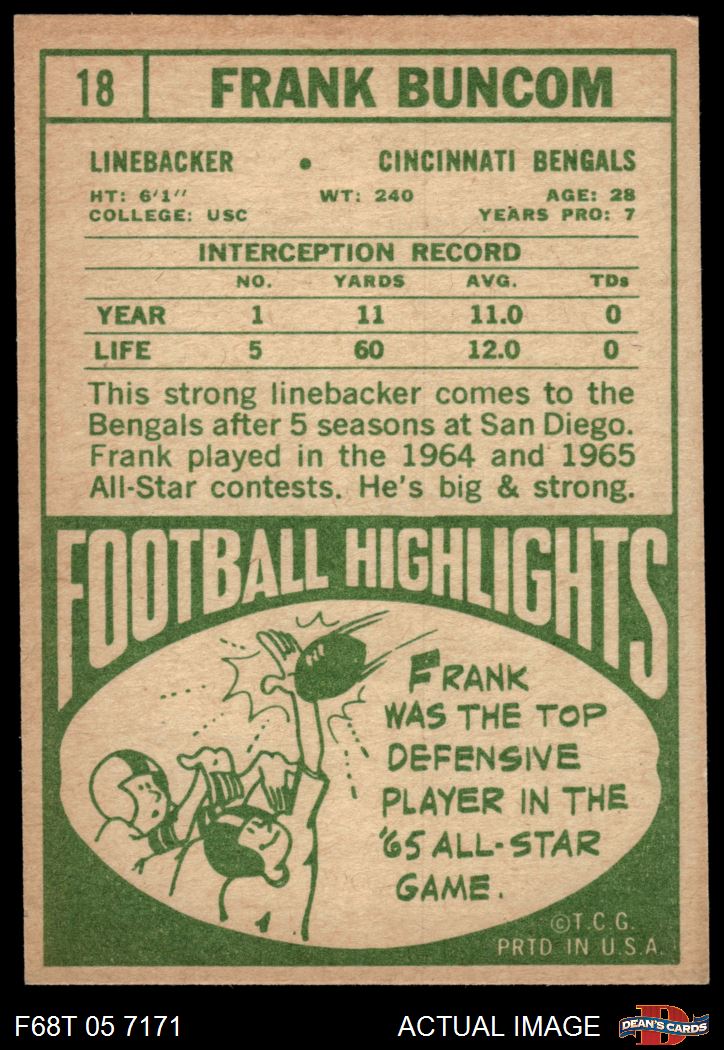 18 FRANK BUNCOM
LINEBACKER • CINCINNATI BENGALS
HT: 6'1" WT: 240 AGE: 28
COLLEGE: USC YEARS PRO: 7
INTERCEPTION RECORD
NO. YARDS AVG. TDs
YEAR 1 11 11.0 0
LIFE 5 60 12.0 0
This strong linebacker comes to the
Bengals after 5 seasons at San Diego.
Frank played in the 1964 and 1965
All-Star contests. He's big & strong.
FOOTBALL HIGHLIGHTS
FRANK
WAS THE TOP
DEFENSIVE
PLAYER IN THE
'65 ALL-STAR
GAME.
©T.C.G.
PRTD IN U.S.A.
F68T 05 7171 ACTUAL IMAGE D DEAN'S CARDS